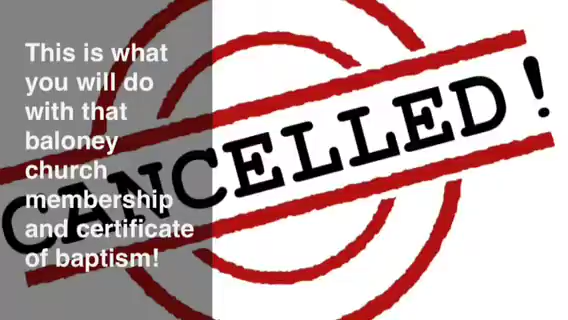 This is what
you will do
with that
baloney
church
membership
and certificate
of baptism!
CANCELLED!